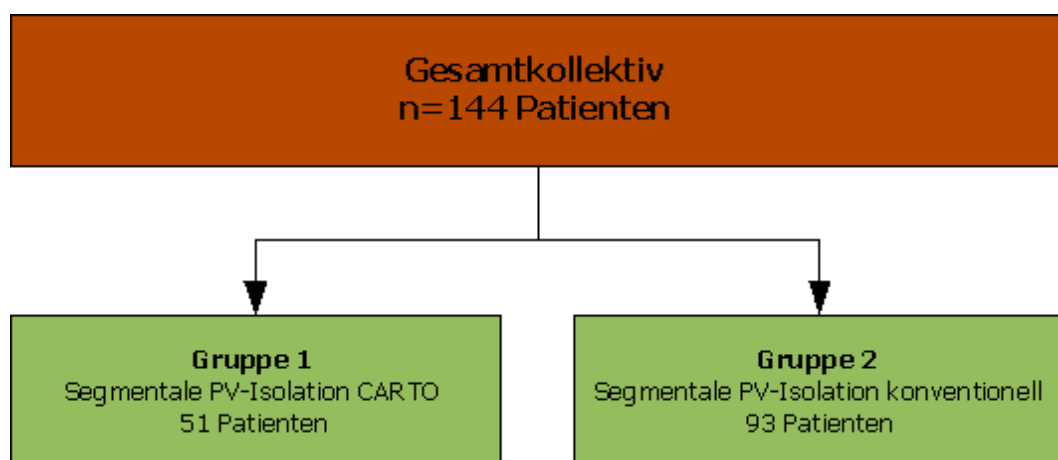 Gesamtkollektiv
n=144 Patienten
Gruppe 1
Segmentale PV-Isolation CARTO
51 Patienten
Gruppe 2
Segmentale PV-Isolation konventionell
93 Patienten